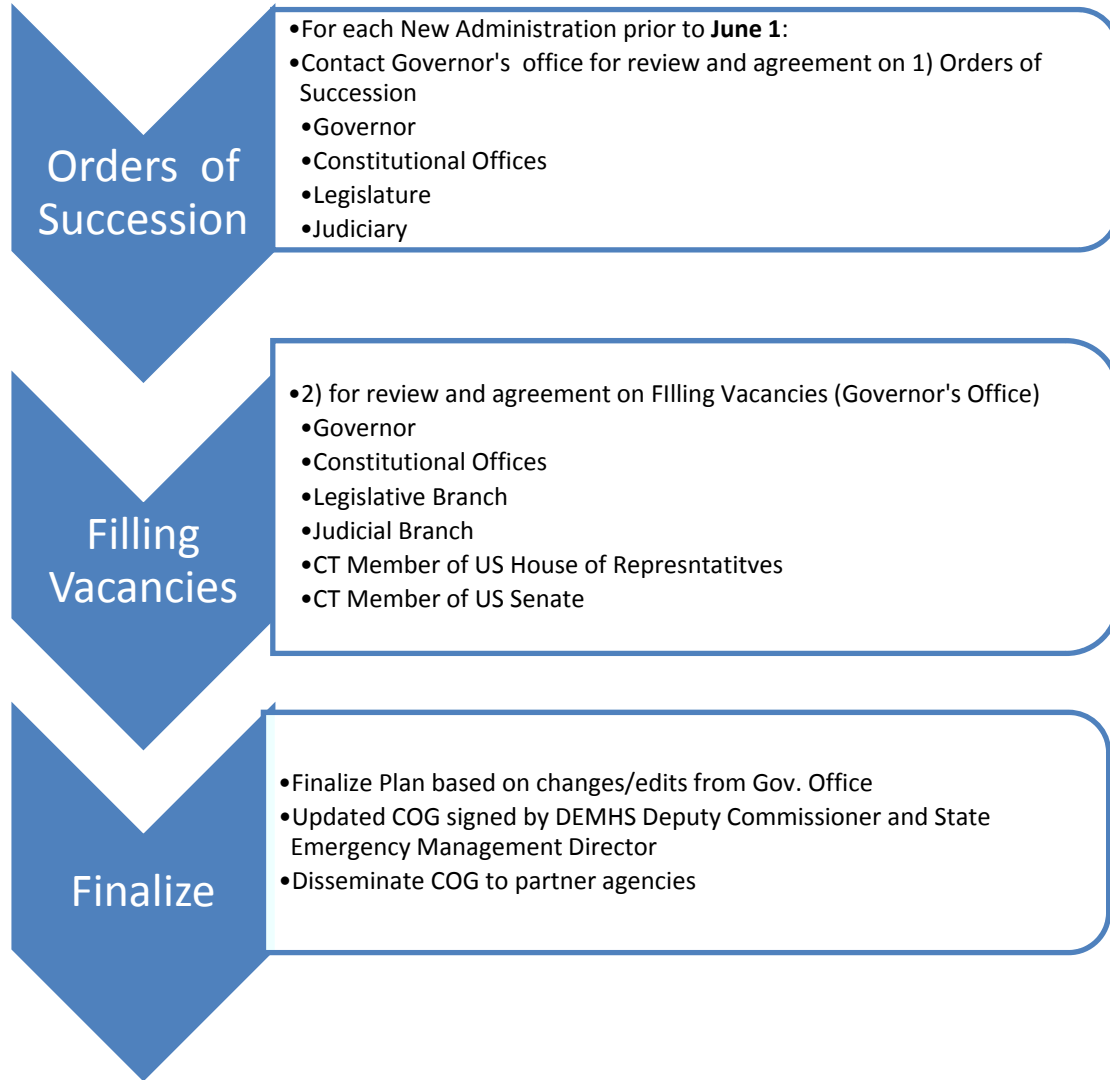 Orders of
Succession
•For each New Administration prior to June 1:
•Contact Governor's office for review and agreement on 1) Orders of
Succession
•Governor
•Constitutional Offices
•Legislature
•Judiciary
Filling
Vacancies
•2) for review and agreement on FIlling Vacancies (Governor's Office)
•Governor
•Constitutional Offices
•Legislative Branch
•Judicial Branch
•CT Member of US House of Represntatitves
•CT Member of US Senate
Finalize
•Finalize Plan based on changes/edits from Gov. Office
•Updated COG signed by DEMHS Deputy Commissioner and State
Emergency Management Director
•Disseminate COG to partner agencies